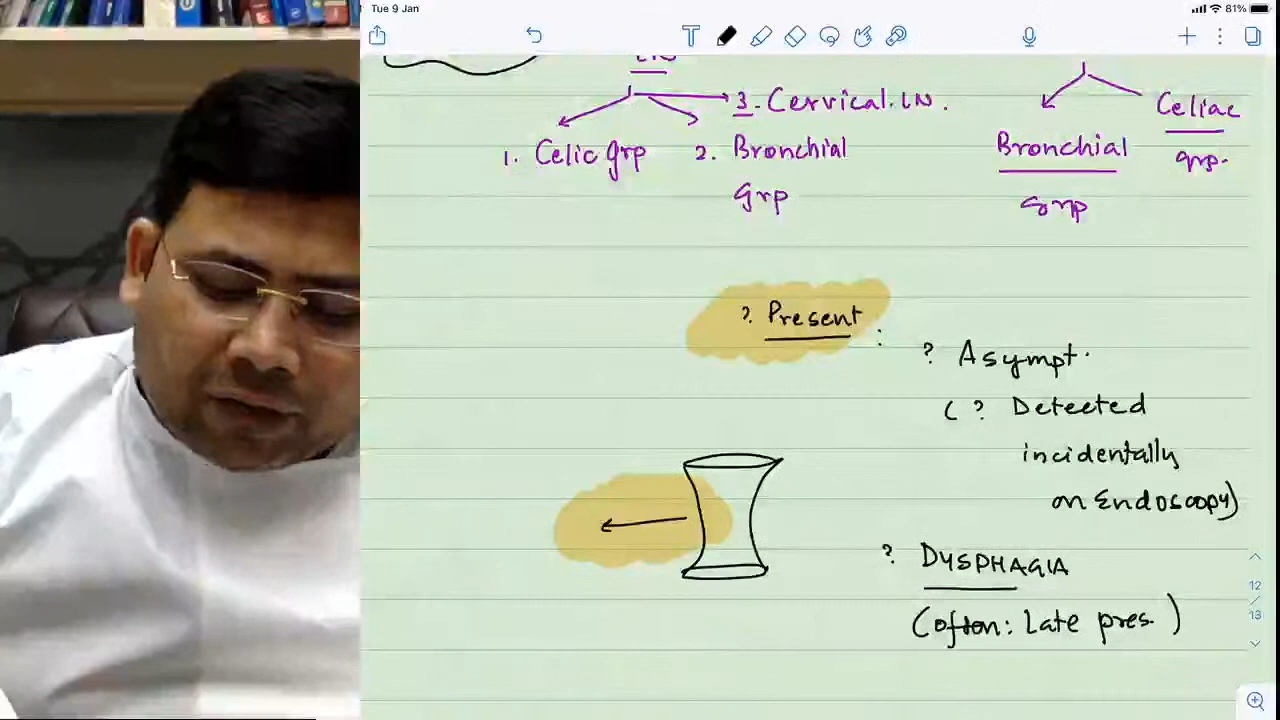 Tue 9 Jan
81%
T
LN
3. Cervical. LN.
Celiac
grp.
1. Celic grp
2. Bronchial
Grp
Bronchial
Grp
? Present :
? Asympt.
( ? Detected
incidentally
on Endoscopy)
? DYSPHAGIA
(often: Late pres.)
12
13